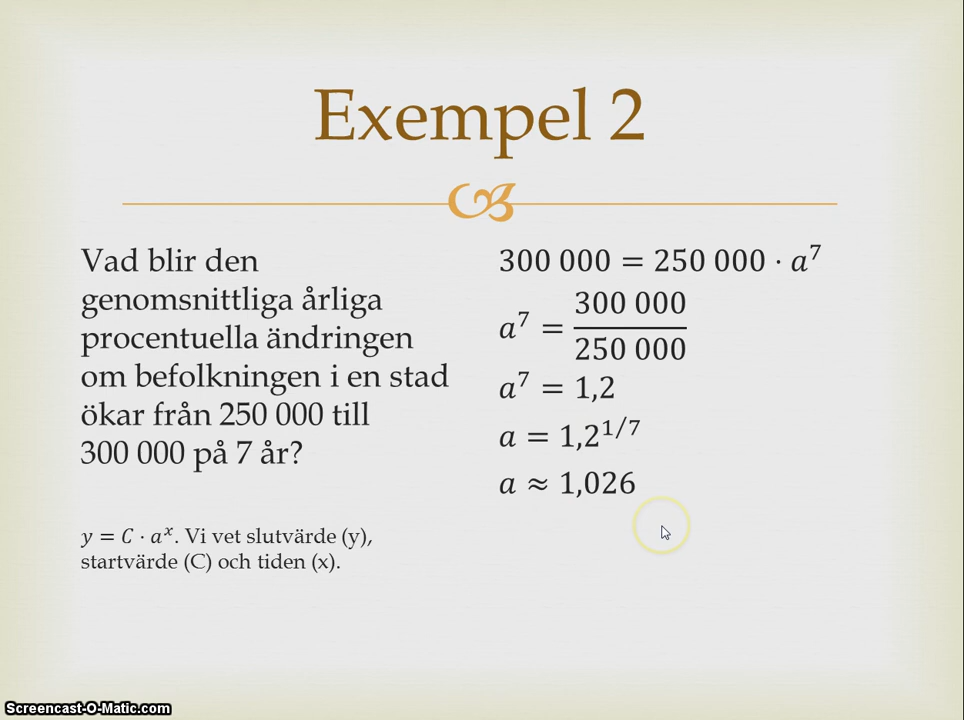 Exempel 2
Vad blir den
genomsnittliga årliga
procentuella ändringen
om befolkningen i en stad
ökar från 250 000 till
300 000 på 7 år?
y = C · aˣ. Vi vet slutvärde (y),
startvärde (C) och tiden (x).
300 000 = 250 000 · a⁷
a⁷ = 300 000 / 250 000
a⁷ = 1,2
a = 1,2^{1/7}
a ≈ 1,026
Screencast-O-Matic.com